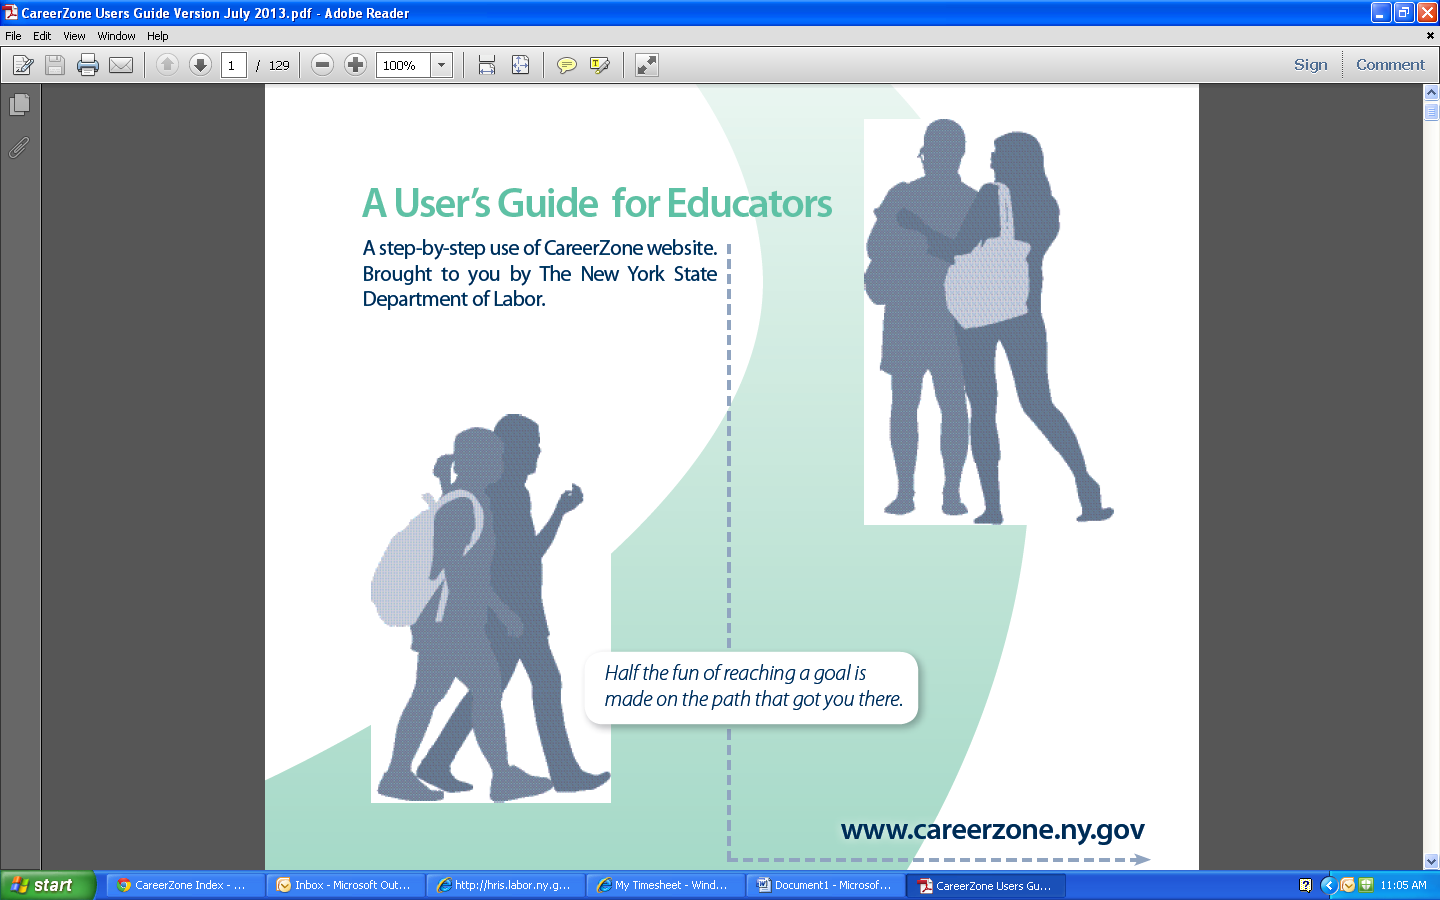 CareerZone Users Guide Version July 2013.pdf - Adobe Reader
File Edit View Window Help
1 / 129 100% Sign Comment
A User's Guide for Educators
A step-by-step use of CareerZone website.
Brought to you by The New York State
Department of Labor.
Half the fun of reaching a goal is
made on the path that got you there.
www.careerzone.ny.gov
start CareerZone Index - ... Inbox - Microsoft Out... http://hris.labor.ny.g... My Timesheet - Wind... Document1 - Microsof... CareerZone Users Gu... 11:05 AM